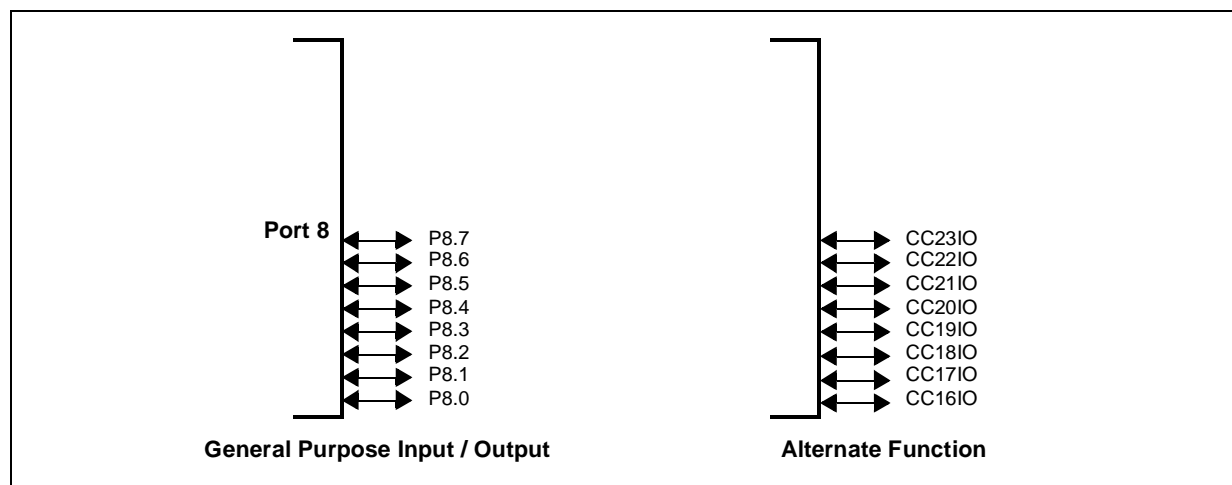 Port 8
P8.7
P8.6
P8.5
P8.4
P8.3
P8.2
P8.1
P8.0
General Purpose Input / Output
CC23IO
CC22IO
CC21IO
CC20IO
CC19IO
CC18IO
CC17IO
CC16IO
Alternate Function